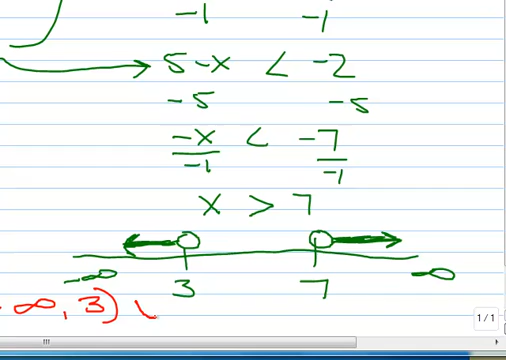 -1 -1
5 - x < -2
-5 -5
-x < -7
-1 -1
x > 7
-∞ 3 7 ∞
- ∞, 3) ∪
1 / 1